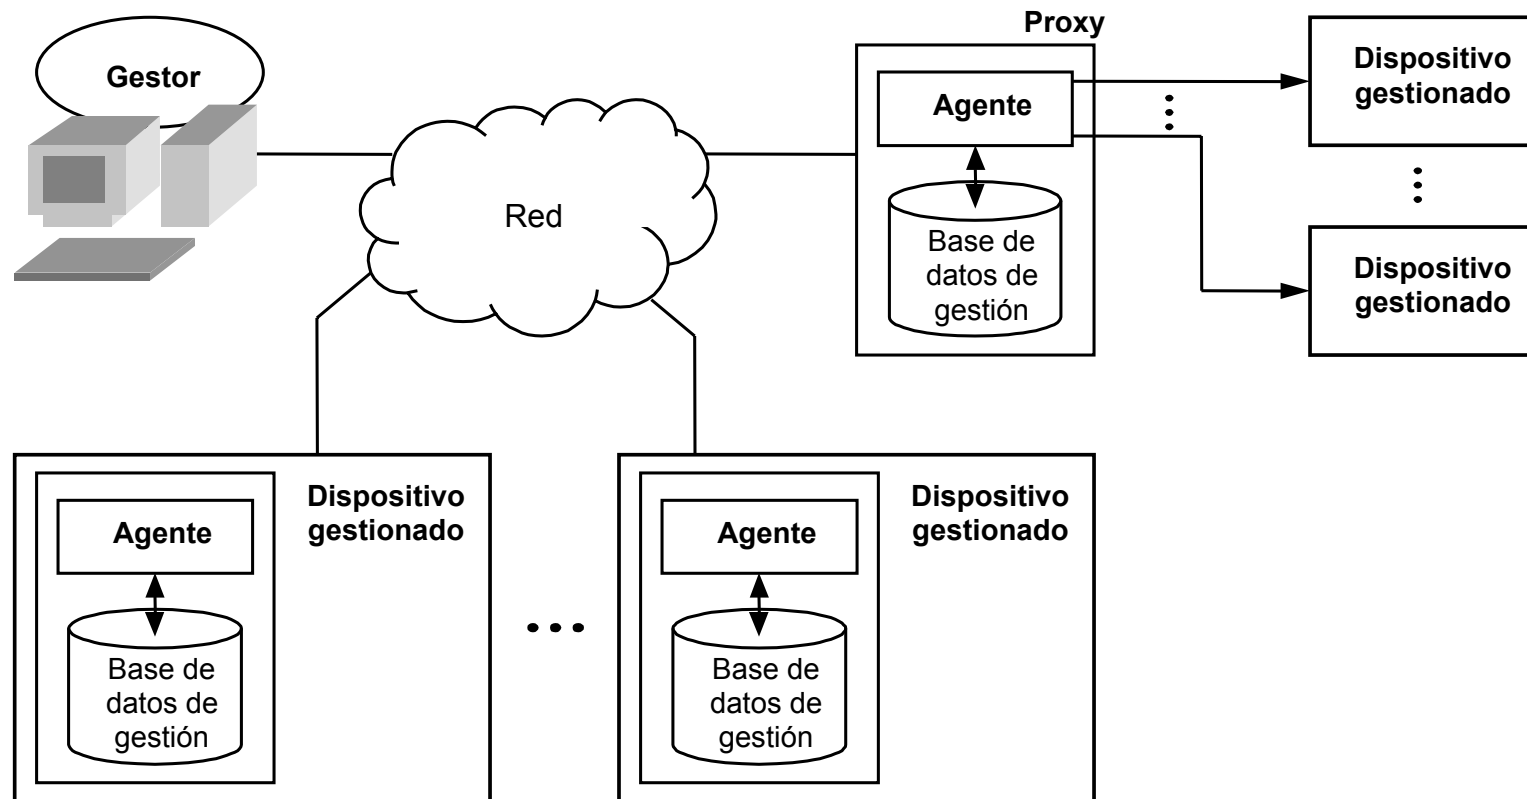 Gestor
Red
Proxy
Agente
Base de
datos de
gestión
Dispositivo
gestionado
Dispositivo
gestionado
Agente
Base de
datos de
gestión
Dispositivo
gestionado
Agente
Base de
datos de
gestión
Dispositivo
gestionado